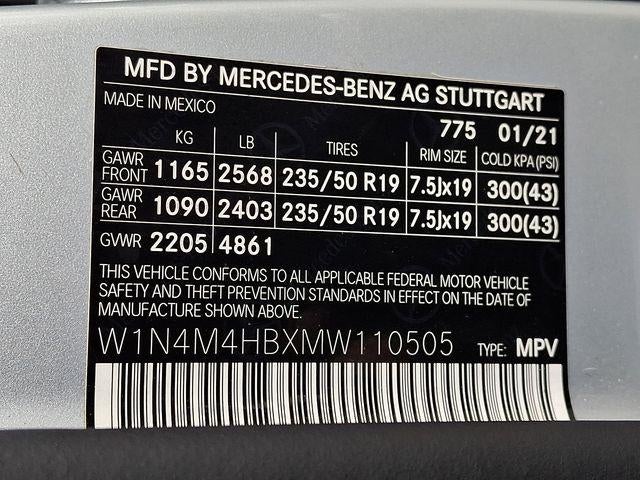 MFD BY MERCEDES-BENZ AG STUTTGART
MADE IN MEXICO 775 01/21
KG LB TIRES RIM SIZE COLD KPA(PSI)
GAWR FRONT 1165 2568 235/50 R19 7.5Jx19 300(43)
GAWR REAR 1090 2403 235/50 R19 7.5Jx19 300(43)
GVWR 2205 4861
THIS VEHICLE CONFORMS TO ALL APPLICABLE FEDERAL MOTOR VEHICLE
SAFETY AND THEFT PREVENTION STANDARDS IN EFFECT ON THE DATE OF
MANUFACTURE SHOWN ABOVE.
W1N4M4HBXMW110505 TYPE: MPV